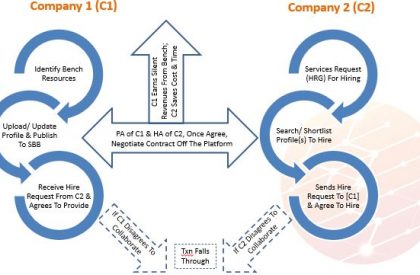 Company 1 (C1)
Company 2 (C2)
Identify Bench
Resources
Upload/ Update
Profile & Publish
To SBB
Receive Hire
Request From C2 &
Agrees To Provide
C1 Earns Silent
Revenues From Bench;
C2 Saves Cost & Time
PA of C1 & HA of C2, Once Agree,
Negotiate Contract Off The Platform
Services Request
(HRG) For Hiring
Search/ Shortlist
Profile(s) To Hire
Sends Hire
Request To [C1]
& Agree To Hire
If C1 Disagrees To
Collaborate
Txn Falls
Through
If C2 Disagrees To
Collaborate